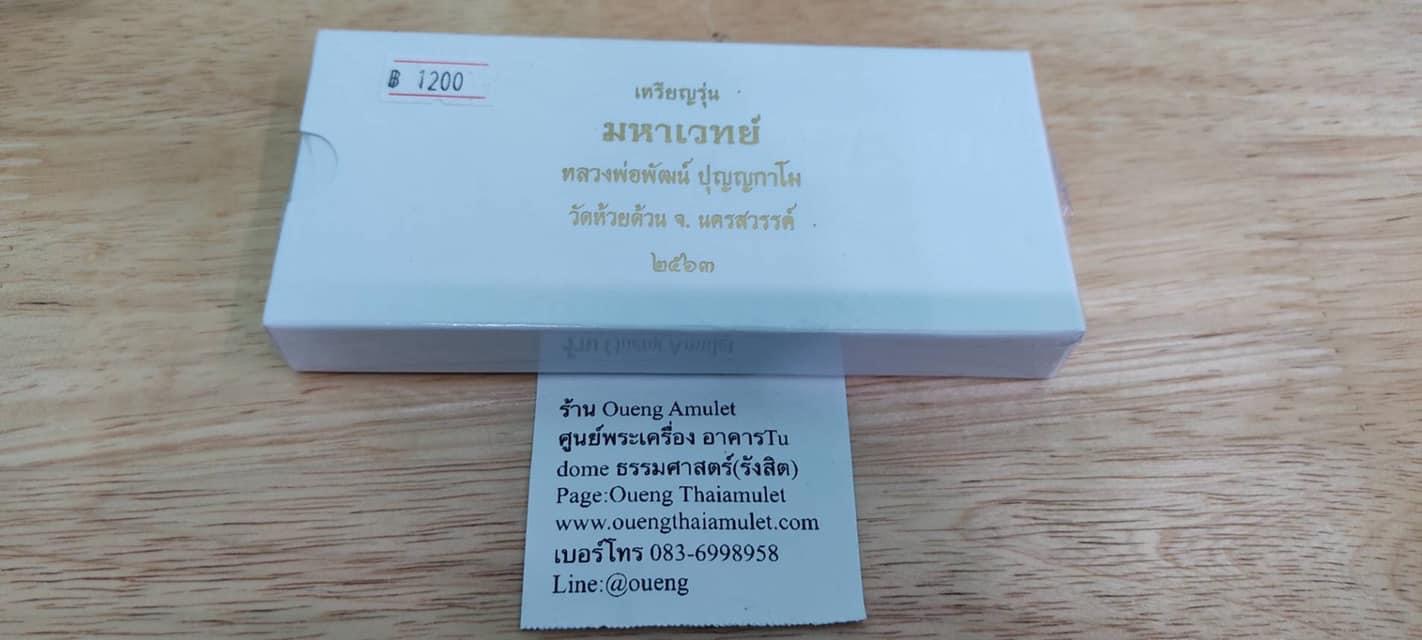 ฿ 1200
เหรียญรุ่น
มหาเวทย์
หลวงพ่อพัฒน์ ปุญญกาโม
วัดห้วยด้วน จ. นครสวรรค์
๒๕๖๓
ร้าน Oueng Amulet
ศูนย์พระเครื่อง อาคารTu
dome ธรรมศาสตร์(รังสิต)
Page:Oueng Thaiamulet
www.ouengthaiamulet.com
เบอร์โทร 083-6998958
Line:@oueng